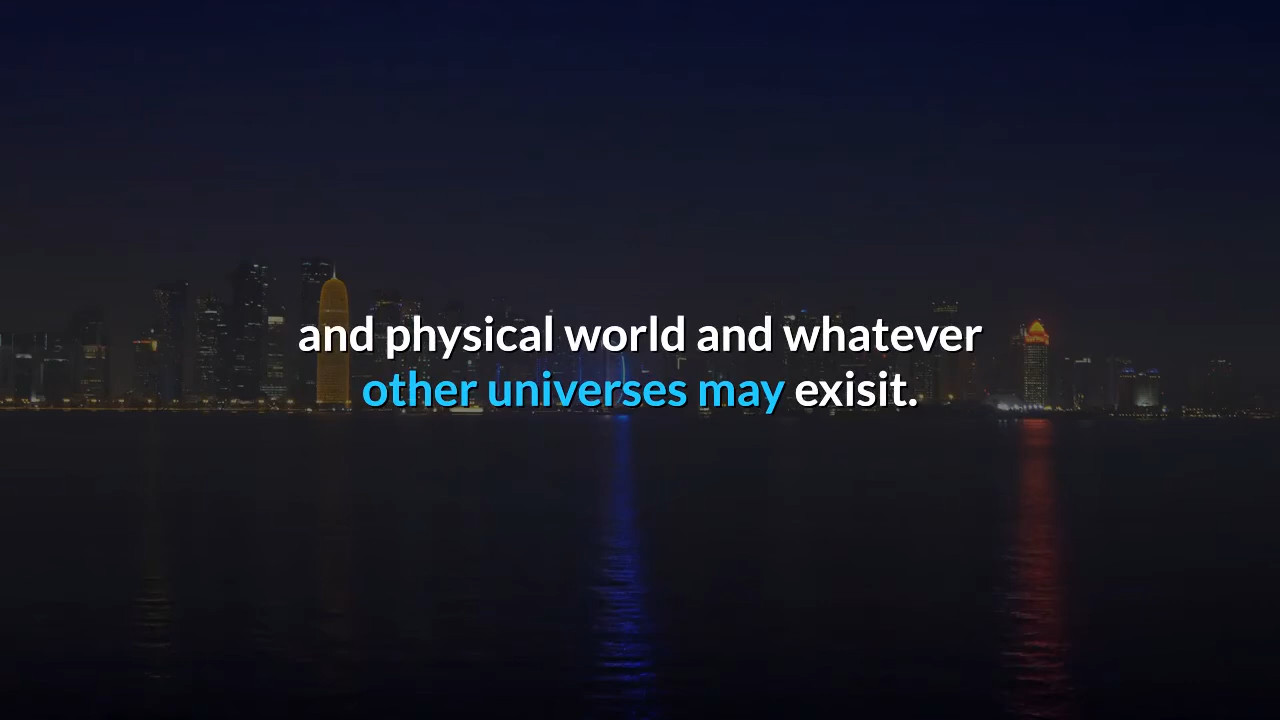 and physical world and whatever
other universes may exisit.